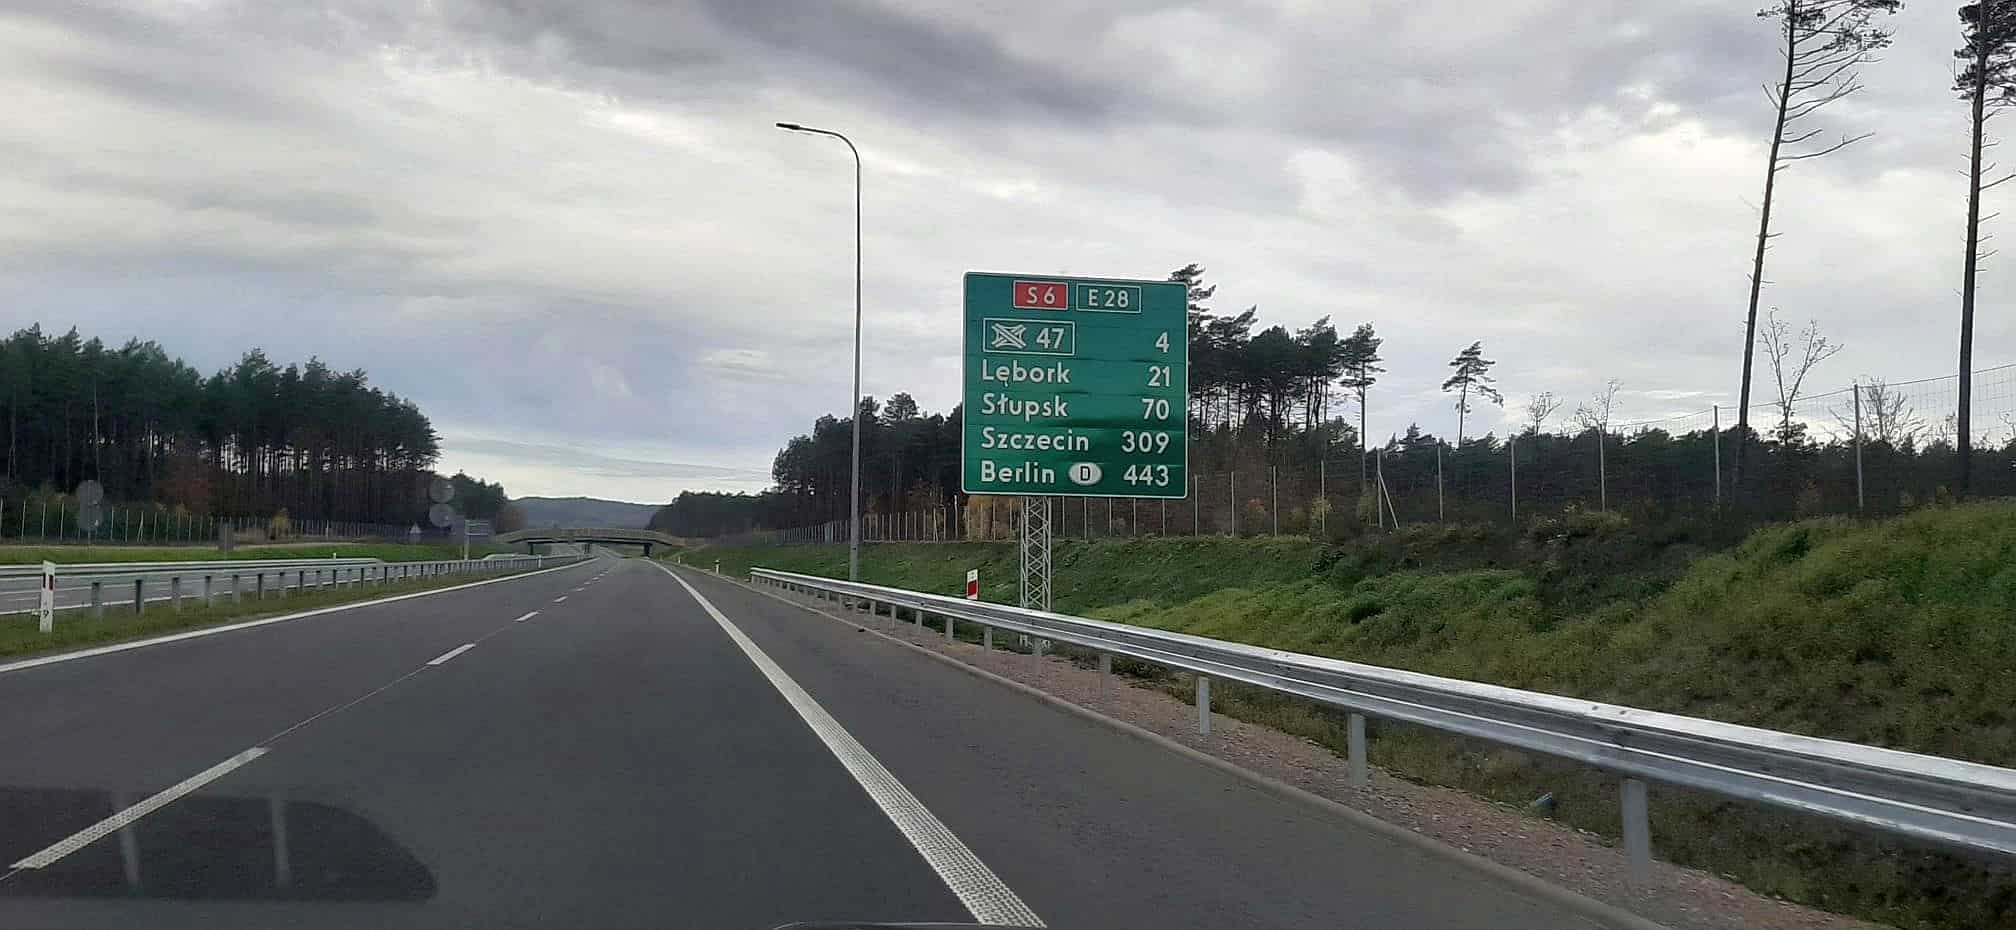 S6 E28
47 4
Lębork 21
Słupsk 70
Szczecin 309
Berlin D 443